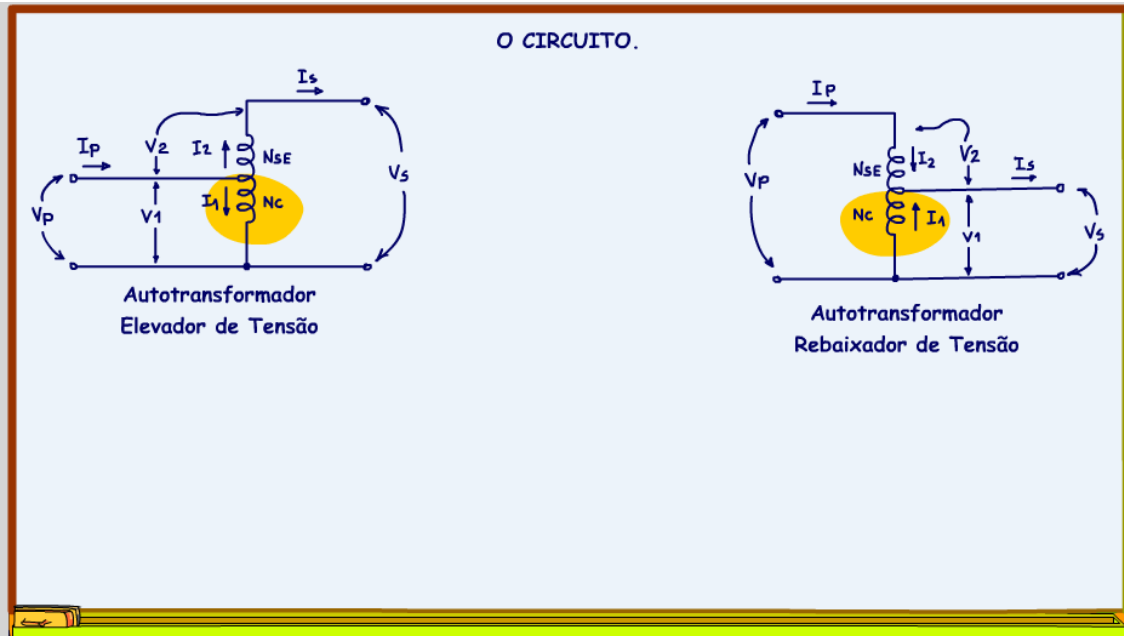 O CIRCUITO.
Is
Ip
V2
I2
NSE
Vs
I1
Nc
Vp
V1
Autotransformador
Elevador de Tensão
Ip
NSE
I2
V2
Is
Vp
Nc
I1
V1
Vs
Autotransformador
Rebaixador de Tensão